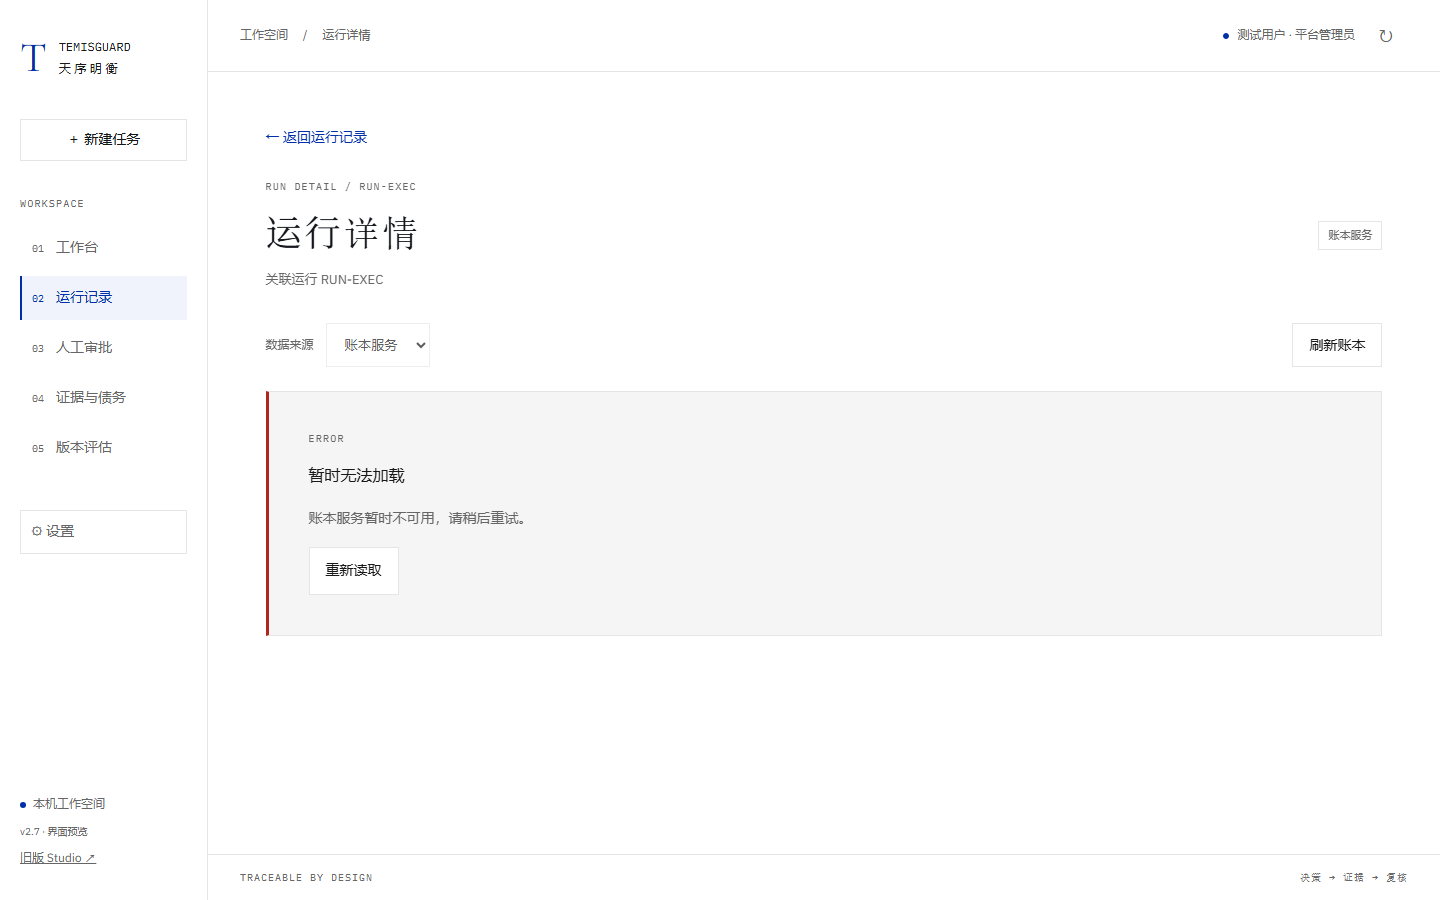 TEMISGUARD
天序明衡
+ 新建任务
WORKSPACE
01 工作台
02 运行记录
03 人工审批
04 证据与债务
05 版本评估
⚙ 设置
本机工作空间
v2.7 · 界面预览
旧版 Studio ↗
工作空间 / 运行详情
测试用户 · 平台管理员 ↻
← 返回运行记录
RUN DETAIL / RUN-EXEC
运行详情
账本服务
关联运行 RUN-EXEC
数据来源 账本服务
刷新账本
ERROR
暂时无法加载
账本服务暂时不可用，请稍后重试。
重新读取
TRACEABLE BY DESIGN
决策 → 证据 → 复核